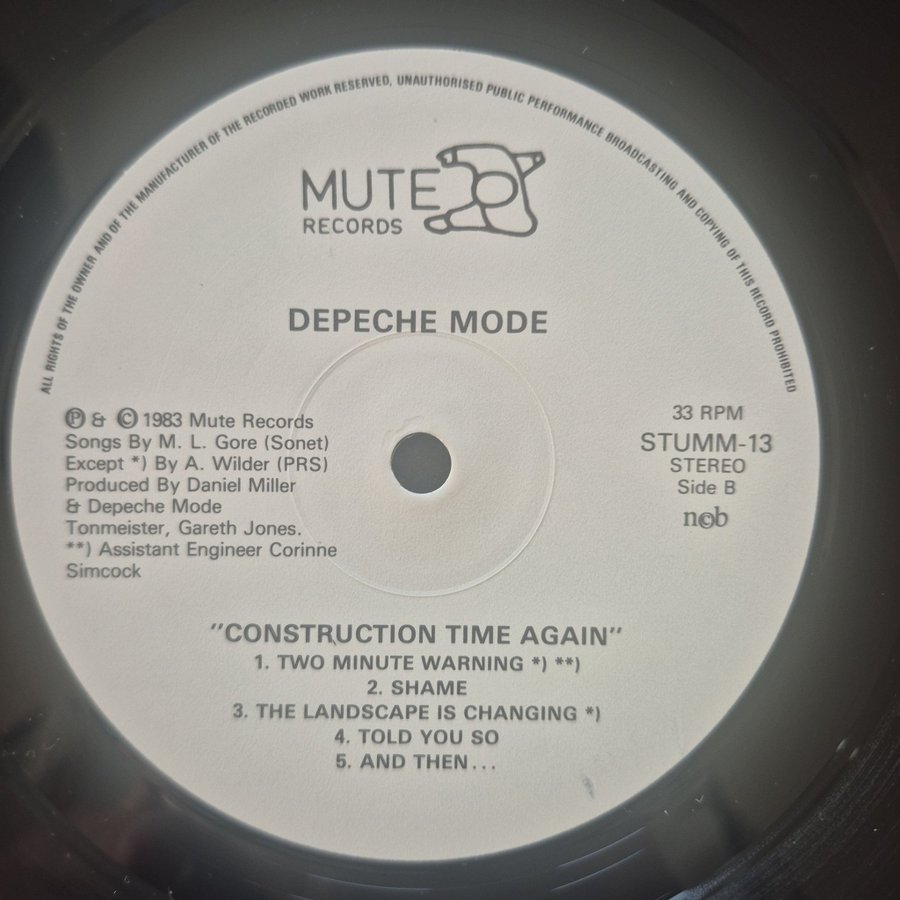 ALL RIGHTS OF THE OWNER AND OF THE MANUFACTURER OF THE RECORDED WORK RESERVED, UNAUTHORISED PUBLIC PERFORMANCE BROADCASTING AND COPYING OF THIS RECORD PROHIBITED
MUTE
RECORDS
DEPECHE MODE
℗ & © 1983 Mute Records
Songs By M. L. Gore (Sonet)
Except *) By A. Wilder (PRS)
Produced By Daniel Miller
& Depeche Mode
Tonmeister, Gareth Jones.
**) Assistant Engineer Corinne
Simcock
33 RPM
STUMM-13
STEREO
Side B
ncb
"CONSTRUCTION TIME AGAIN"
1. TWO MINUTE WARNING *) **)
2. SHAME
3. THE LANDSCAPE IS CHANGING *)
4. TOLD YOU SO
5. AND THEN...